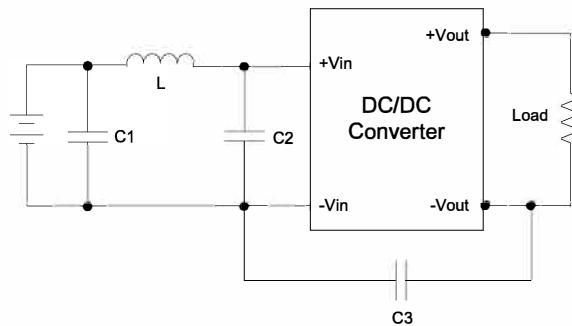 +Vout
+Vin
L
DC/DC
Converter
Load
C1
C2
-Vin
-Vout
C3